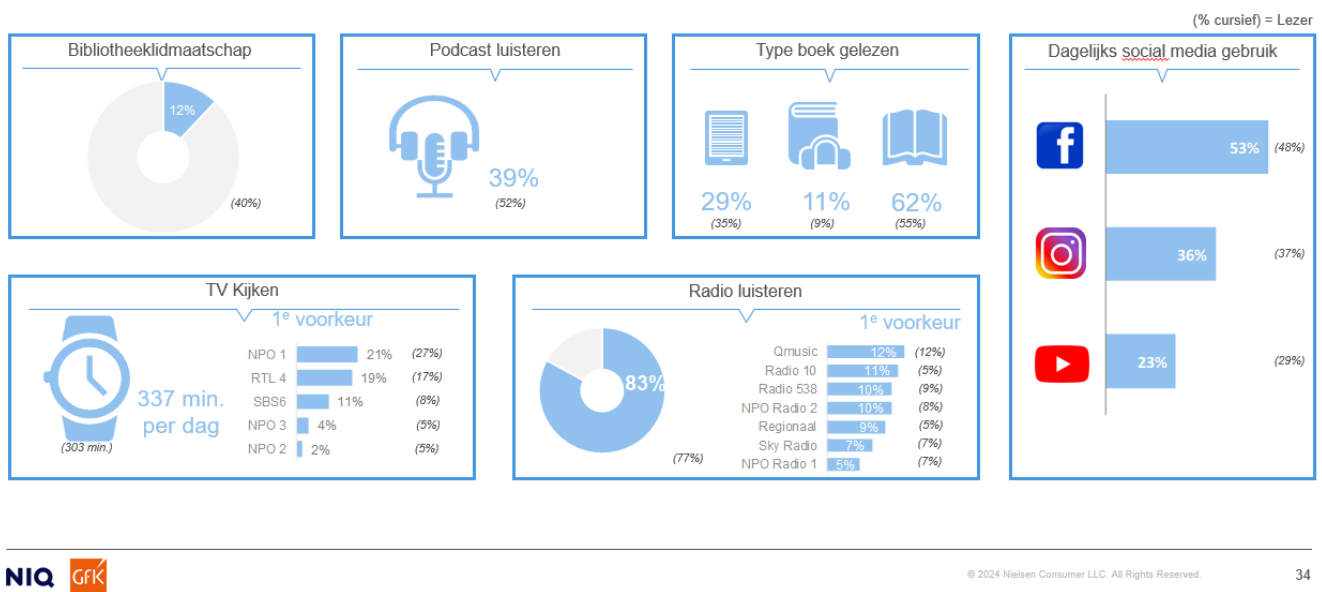 (% cursief) = Lezer
Bibliotheeklidmaatschap
12%
(40%)
Podcast luisteren
39%
(52%)
Type boek gelezen
29% 11% 62%
(35%) (9%) (55%)
Dagelijks social media gebruik
53% (48%)
36% (37%)
23% (29%)
TV Kijken
1e voorkeur
NPO 1 21% (27%)
RTL 4 19% (17%)
SBS6 11% (8%)
NPO 3 4% (5%)
NPO 2 2% (5%)
337 min.
per dag
(303 min.)
Radio luisteren
1e voorkeur
83%
(77%)
Qmusic 12% (12%)
Radio 10 11% (5%)
Radio 538 10% (9%)
NPO Radio 2 10% (8%)
Regionaal 9% (5%)
Sky Radio 7% (7%)
NPO Radio 1 5% (7%)
NIQ GfK
© 2024 Nielsen Consumer LLC. All Rights Reserved.
34